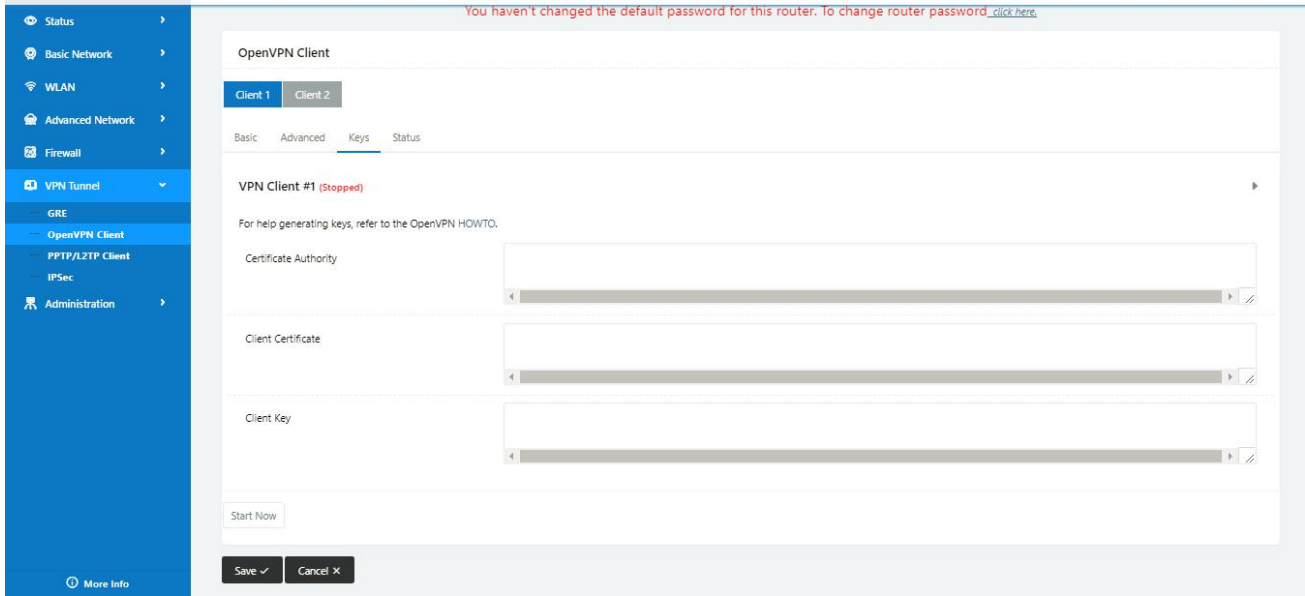 You haven't changed the default password for this router. To change router password click here.
Status
Basic Network
WLAN
Advanced Network
Firewall
VPN Tunnel
GRE
OpenVPN Client
PPTP/L2TP Client
IPSec
Administration
More Info
OpenVPN Client
Client 1 Client 2
Basic Advanced Keys Status
VPN Client #1 (Stopped)
For help generating keys, refer to the OpenVPN HOWTO.
Certificate Authority
Client Certificate
Client Key
Start Now
Save ✓ Cancel ✕